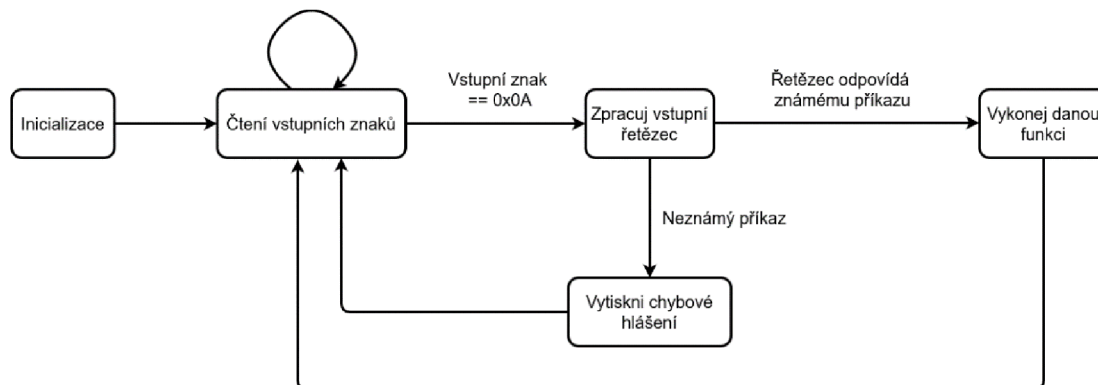 Vstupní znak
== 0x0A
Řetězec odpovídá
známému příkazu
Inicializace
Čtení vstupních znaků
Zpracuj vstupní
řetězec
Vykonej danou
funkci
Neznámý příkaz
Vytiskni chybové
hlášení